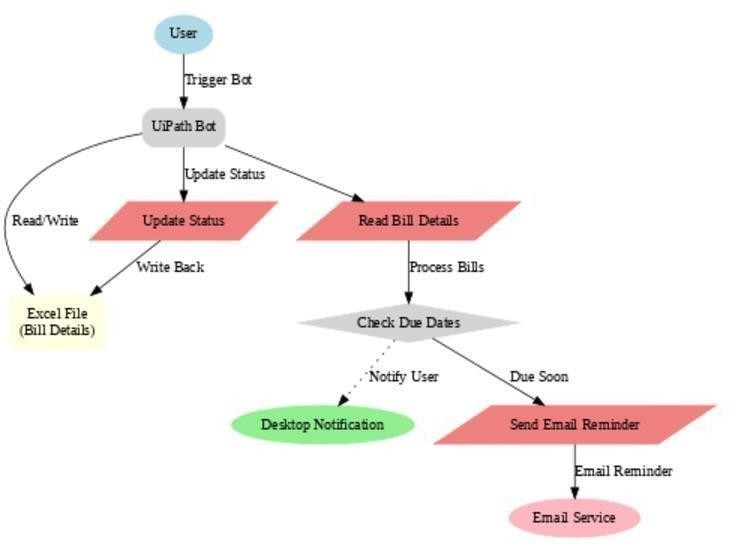 User
Trigger Bot
UiPath Bot
Update Status
Read/Write
Update Status
Read Bill Details
Write Back
Process Bills
Excel File
(Bill Details)
Check Due Dates
Notify User
Due Soon
Desktop Notification
Send Email Reminder
Email Reminder
Email Service